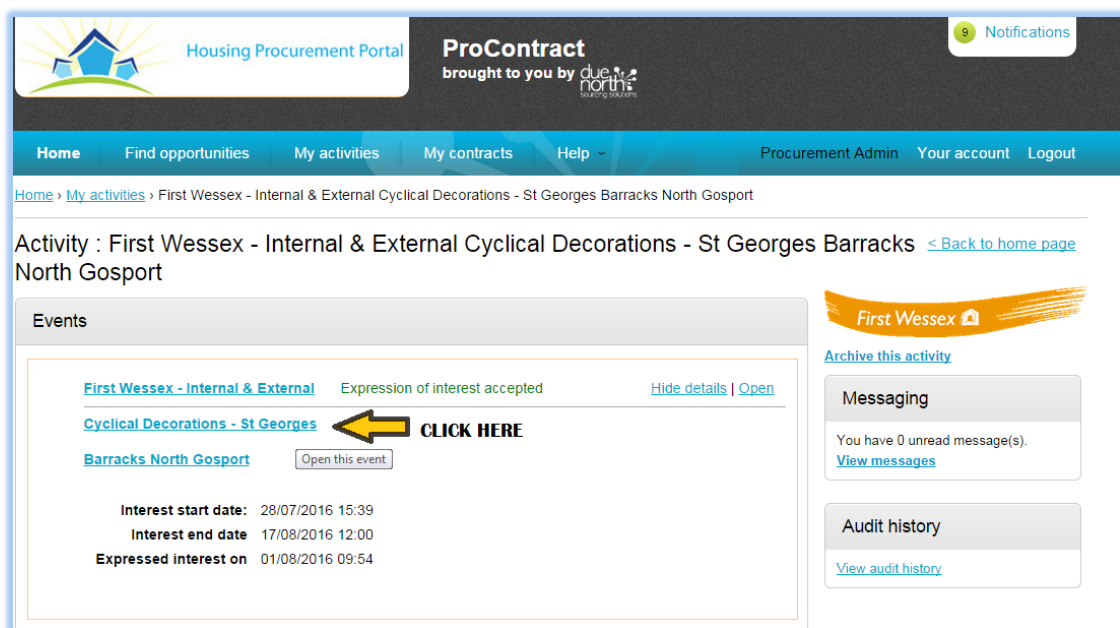 Housing Procurement Portal
ProContract
brought to you by due north
sourcing solutions
9 Notifications
Home Find opportunities My activities My contracts Help Procurement Admin Your account Logout
Home › My activities › First Wessex - Internal & External Cyclical Decorations - St Georges Barracks North Gosport
Activity : First Wessex - Internal & External Cyclical Decorations - St Georges Barracks
North Gosport
< Back to home page
Events
First Wessex - Internal & External Expression of interest accepted Hide details | Open
Cyclical Decorations - St Georges CLICK HERE
Barracks North Gosport Open this event
Interest start date: 28/07/2016 15:39
Interest end date 17/08/2016 12:00
Expressed interest on 01/08/2016 09:54
First Wessex
Archive this activity
Messaging
You have 0 unread message(s).
View messages
Audit history
View audit history